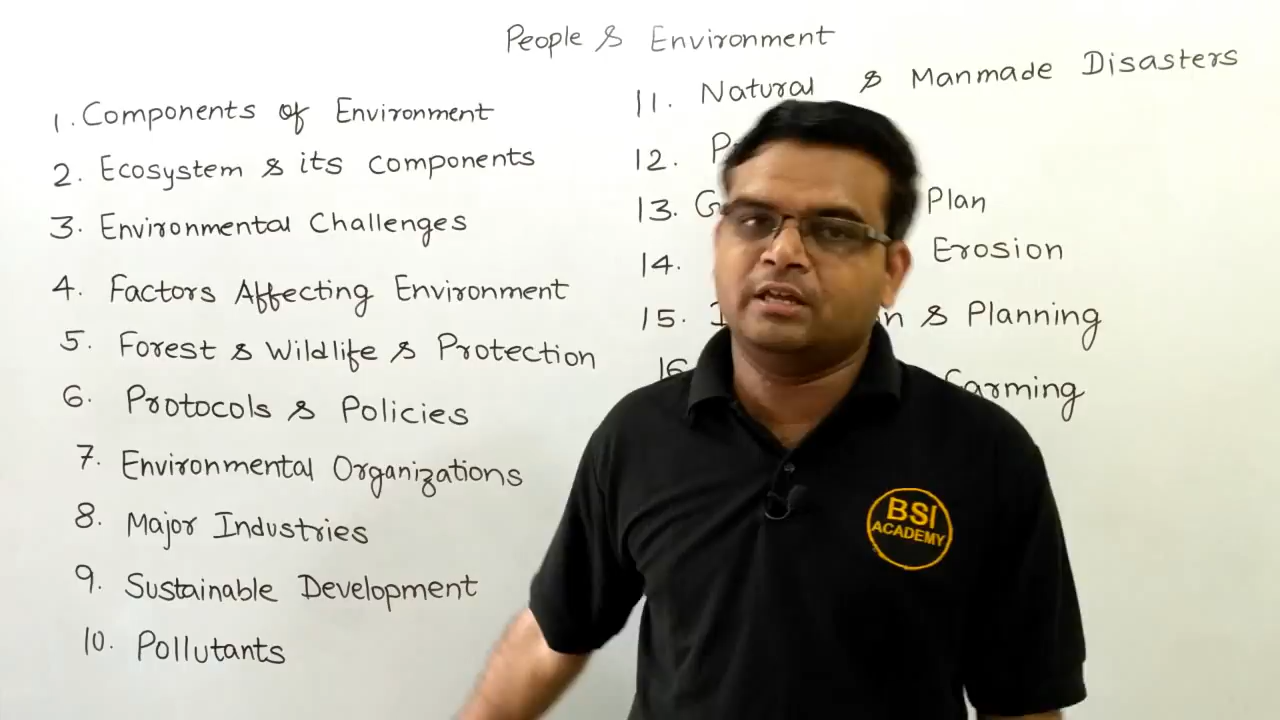 People & Environment
1. Components of Environment
2. Ecosystem & its components
3. Environmental Challenges
4. Factors Affecting Environment
5. Forest & Wildlife & Protection
6. Protocols & Policies
7. Environmental Organizations
8. Major Industries
9. Sustainable Development
10. Pollutants
11. Natural & Manmade Disasters
12.
13. Plan
14. Erosion
15. & Planning
16
BSI
ACADEMY